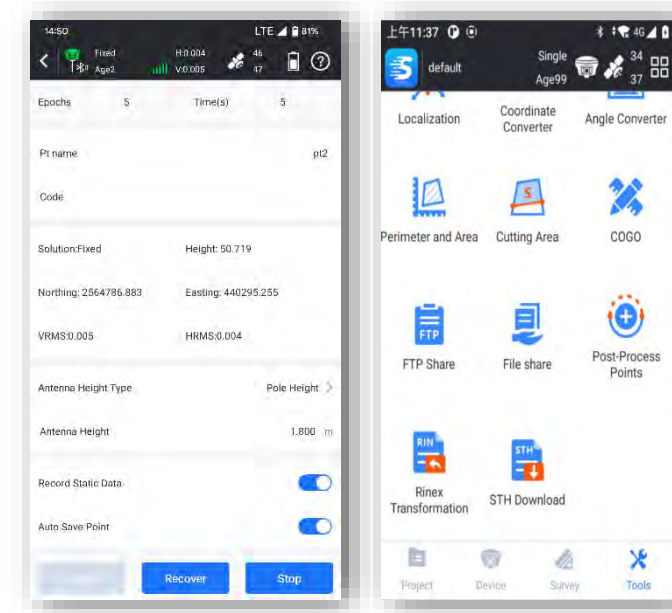 14:50 LTE 81%
Fixed H:0.004 46
Age2 V:0.005 47
Epochs 5 Time(s) 5
Pt name pt2
Code
Solution:Fixed Height: 50.719
Northing: 2564786.883 Easting: 440295.255
VRMS:0.005 HRMS:0.004
Antenna Height Type Pole Height
Antenna Height 1.800 m
Record Static Data
Auto Save Point
Recover Stop
上午11:37 4G
default Single 34
Age99 37
Localization Coordinate Converter Angle Converter
Perimeter and Area Cutting Area COGO
FTP
FTP Share File share Post-Process Points
RIN STH
Rinex Transformation STH Download
Project Device Survey Tools